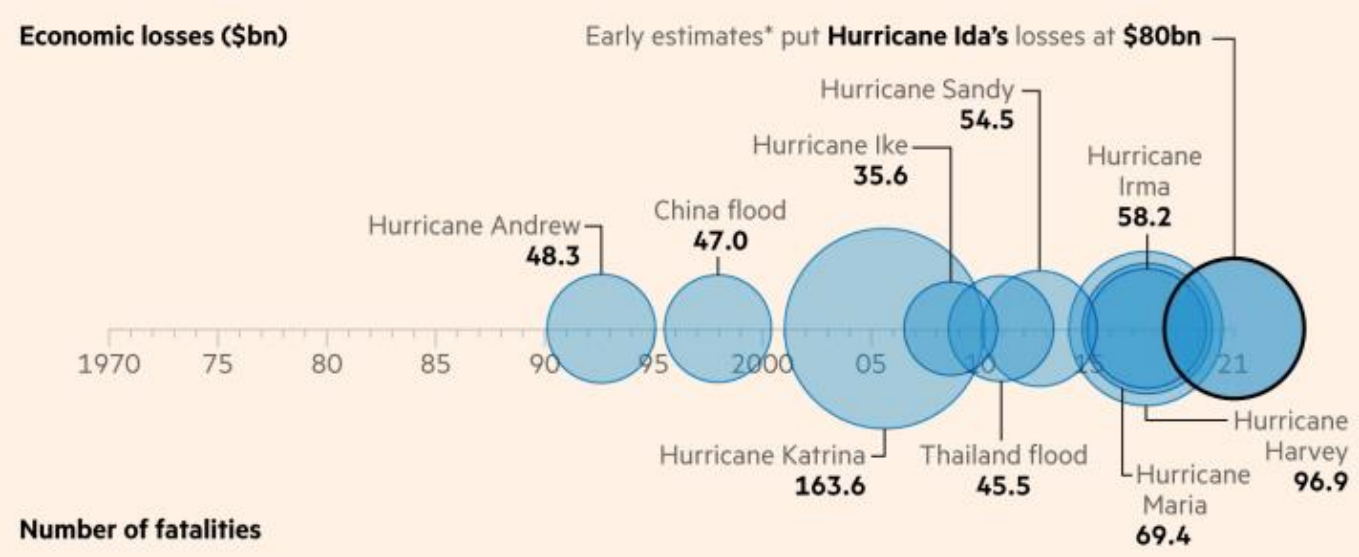 Economic losses ($bn)
Early estimates* put Hurricane Ida's losses at $80bn
Hurricane Sandy
54.5
Hurricane Ike
35.6
Hurricane
Irma
58.2
China flood
47.0
Hurricane Andrew
48.3
1970 75 80 85 90 95 2000 05 10 15 21
Hurricane Katrina
163.6
Thailand flood
45.5
Hurricane
Harvey
96.9
Hurricane
Maria
69.4
Number of fatalities